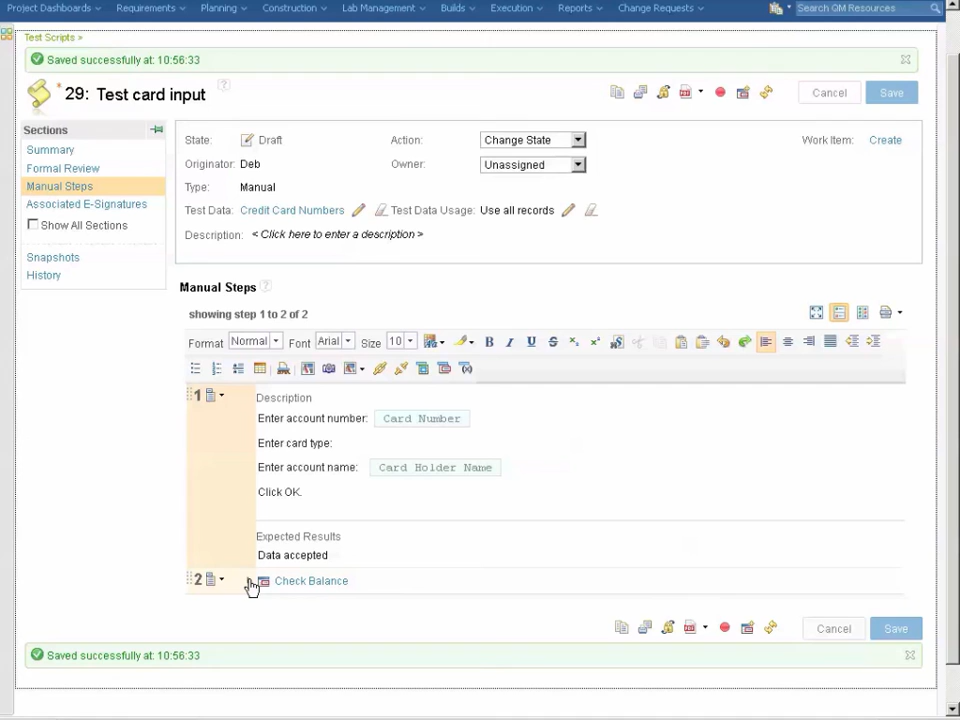 Project Dashboards Requirements Planning Construction Lab Management Builds Execution Reports Change Requests Search QM Resources
Test Scripts »
Saved successfully at: 10:56:33
* 29: Test card input ?
Cancel Save
Sections
Summary
Formal Review
Manual Steps
Associated E-Signatures
Show All Sections
Snapshots
History
State: Draft Action: Change State Work Item: Create
Originator: Deb Owner: Unassigned
Type: Manual
Test Data: Credit Card Numbers Test Data Usage: Use all records
Description: < Click here to enter a description >
Manual Steps ?
showing step 1 to 2 of 2
Format Normal Font Arial Size 10 B I U S
1 Description
Enter account number: Card Number
Enter card type:
Enter account name: Card Holder Name
Click OK.
Expected Results
Data accepted
2 Check Balance
Cancel Save
Saved successfully at: 10:56:33